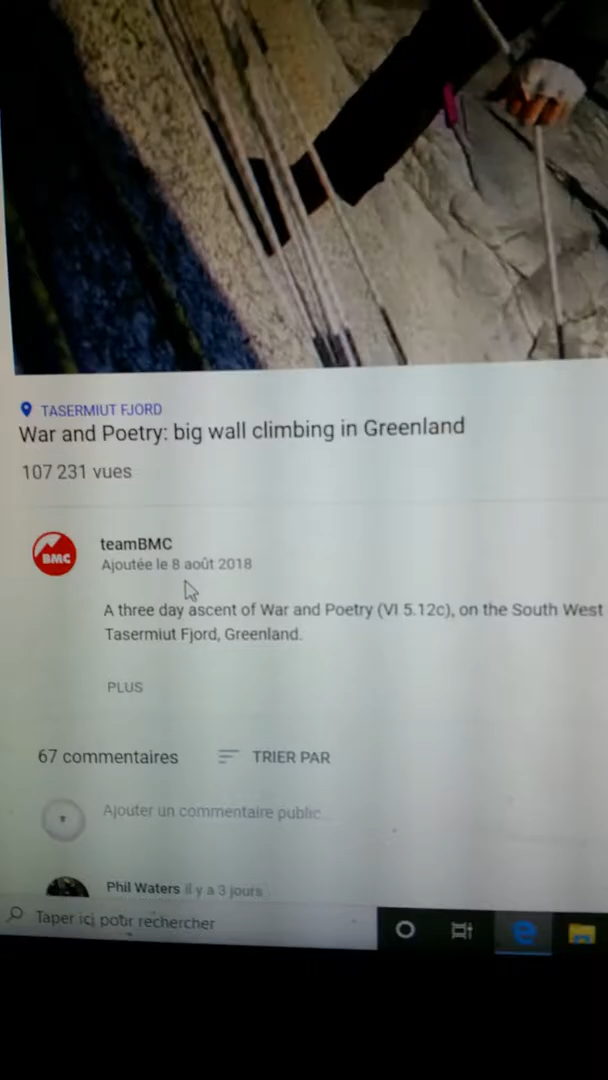 TASERMIUT FJORD
War and Poetry: big wall climbing in Greenland
107 231 vues
BMC
teamBMC
Ajoutée le 8 août 2018
A three day ascent of War and Poetry (VI 5.12c), on the South West
Tasermiut Fjord, Greenland.
PLUS
67 commentaires TRIER PAR
Ajouter un commentaire public...
Phil Waters il y a 3 jours
Taper ici pour rechercher